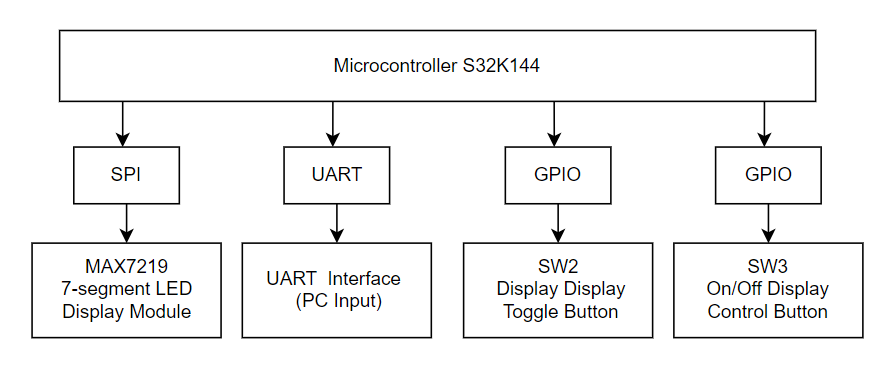 Microcontroller S32K144
SPI
UART
GPIO
GPIO
MAX7219
7-segment LED
Display Module
UART Interface
(PC Input)
SW2
Display Display
Toggle Button
SW3
On/Off Display
Control Button